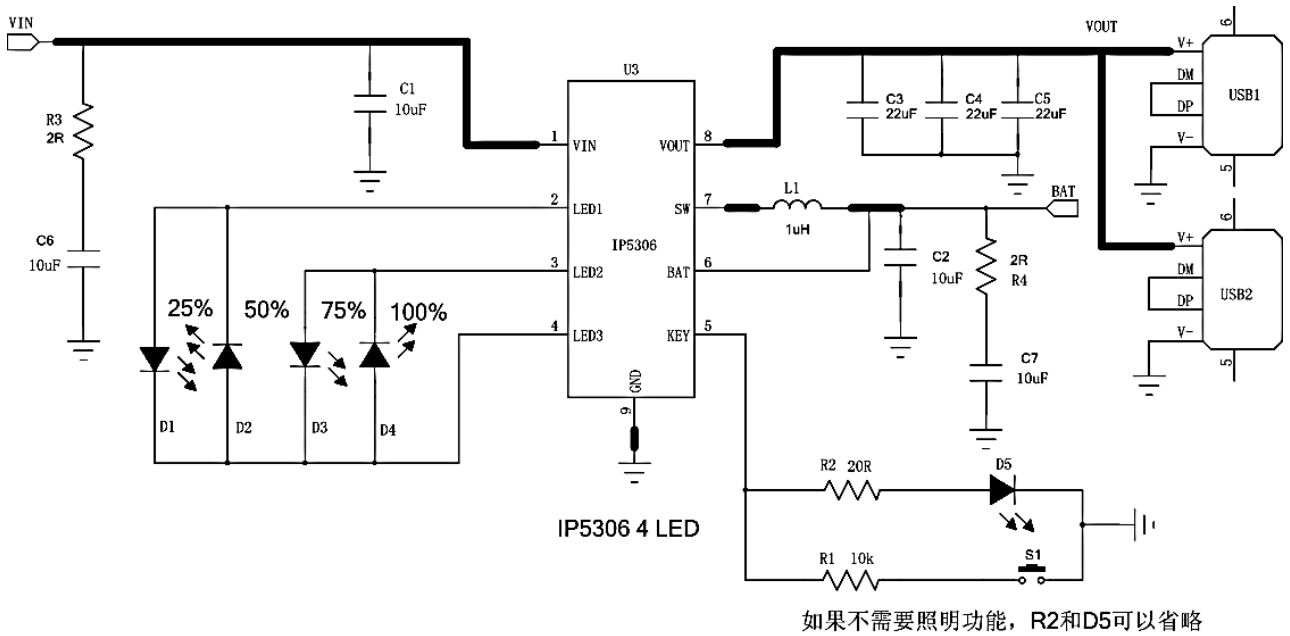 VIN
VOUT
6
V+
DM
DP
V-
USB1
5
U3
C1
10uF
R3
2R
C3
22uF
C4
22uF
C5
22uF
1
VIN
VOUT
8
2
LED1
SW
7
L1
1uH
BAT
IP5306
3
LED2
BAT
6
4
LED3
KEY
5
GND
9
C6
10uF
C2
10uF
2R
R4
6
V+
DM
DP
V-
USB2
5
25%
50%
75%
100%
C7
10uF
D1
D2
D3
D4
R2 20R
D5
IP5306 4 LED
R1 10k
S1
如果不需要照明功能，R2和D5可以省略